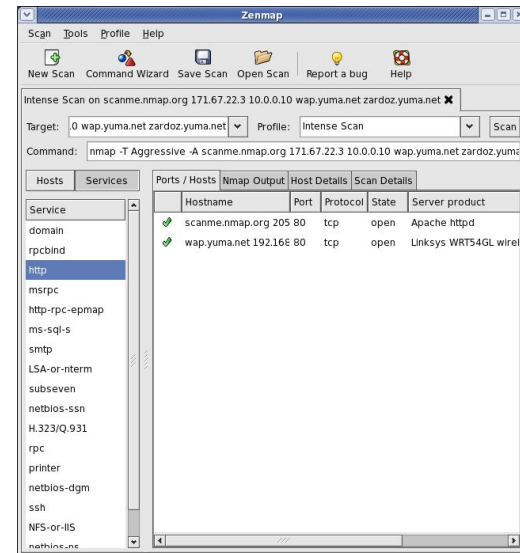 Zenmap
Scan Tools Profile Help
New Scan Command Wizard Save Scan Open Scan Report a bug Help
Intense Scan on scanme.nmap.org 171.67.22.3 10.0.0.10 wap.yuma.net zardoz.yuma.net
Target: .0 wap.yuma.net zardoz.yuma.net Profile: Intense Scan Scan
Command: nmap -T Aggressive -A scanme.nmap.org 171.67.22.3 10.0.0.10 wap.yuma.net zardoz.yuma
Hosts Services Ports / Hosts Nmap Output Host Details Scan Details
Service Hostname Port Protocol State Server product
domain scanme.nmap.org 205 80 tcp open Apache httpd
rpcbind wap.yuma.net 192.168 80 tcp open Linksys WRT54GL wirel
http
msrpc
http-rpc-epmap
ms-sql-s
smtp
LSA-or-nterm
subseven
netbios-ssn
H.323/Q.931
rpc
printer
netbios-dgm
ssh
NFS-or-IIS
netbios-ns